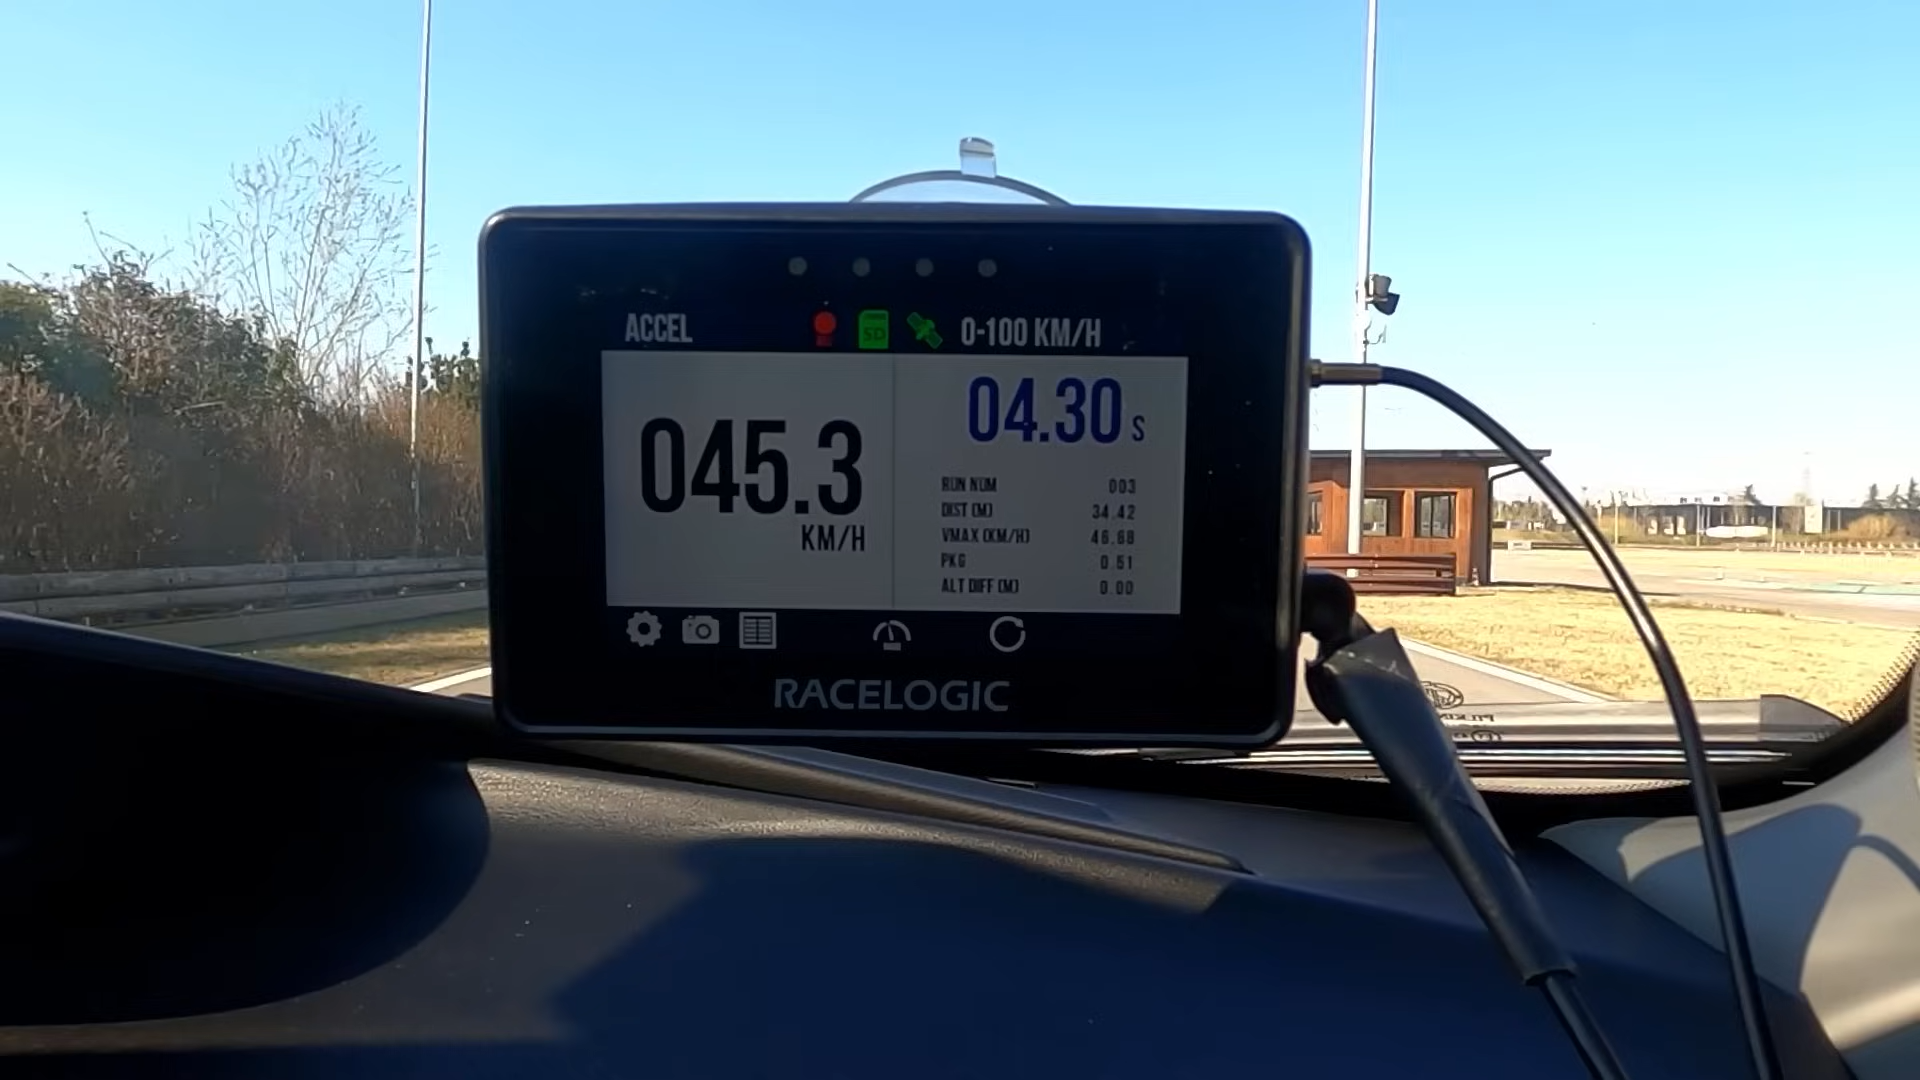 ACCEL 0-100 KM/H
SD
045.3
KM/H
04.30 S
RUN NUM 003
DIST (M) 34.42
VMAX (KM/H) 46.68
PKG 0.51
ALT DIFF (M) 0.00
RACELOGIC